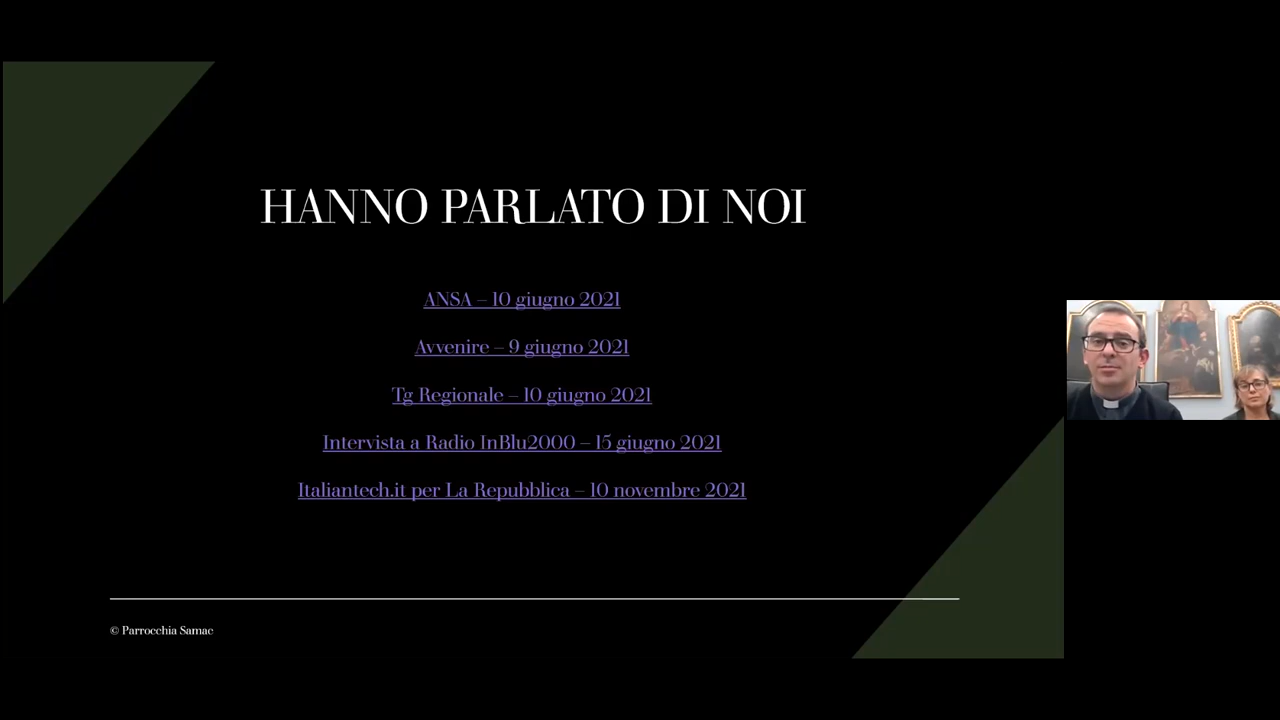 HANNO PARLATO DI NOI
ANSA – 10 giugno 2021
Avvenire – 9 giugno 2021
Tg Regionale – 10 giugno 2021
Intervista a Radio InBlu2000 – 15 giugno 2021
Italiantech.it per La Repubblica – 10 novembre 2021
© Parrocchia Samac